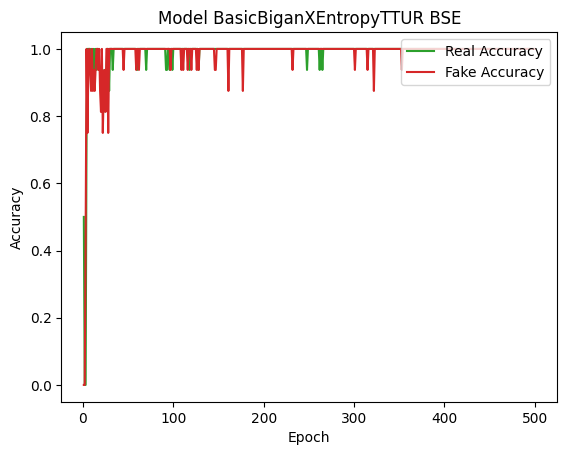 Model BasicBiganXEntropyTTUR BSE
Real Accuracy
Fake Accuracy
Accuracy
1.0
0.8
0.6
0.4
0.2
0.0
0 100 200 300 400 500
Epoch